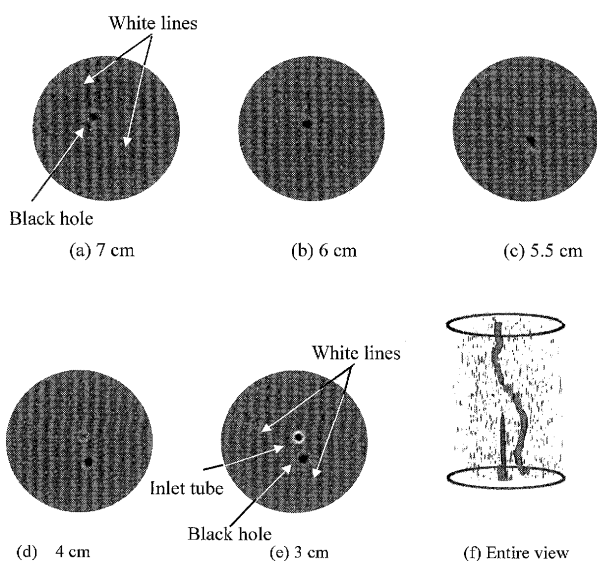 White lines
Black hole
(a) 7 cm
(b) 6 cm
(c) 5.5 cm
White lines
Inlet tube
Black hole
(d) 4 cm
(e) 3 cm
(f) Entire view